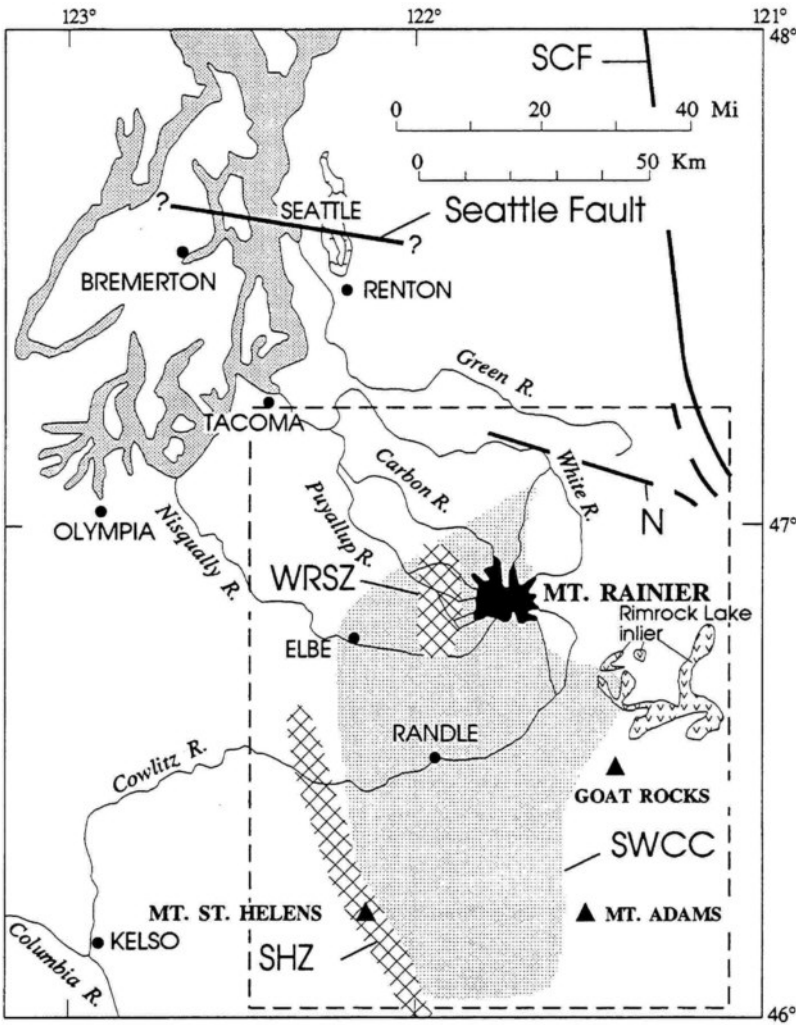 123°
122°
121°
48°
SCF
0 20 40 Mi
0 50 Km
?
SEATTLE
Seattle Fault
?
BREMERTON
RENTON
Green R.
TACOMA
Carbon R.
White R.
Puyallup R.
N
OLYMPIA
47°
Nisqually R.
WRSZ
MT. RAINIER
Rimrock Lake
inlier
ELBE
RANDLE
Cowlitz R.
GOAT ROCKS
SWCC
MT. ST. HELENS
MT. ADAMS
KELSO
SHZ
Columbia R.
46°